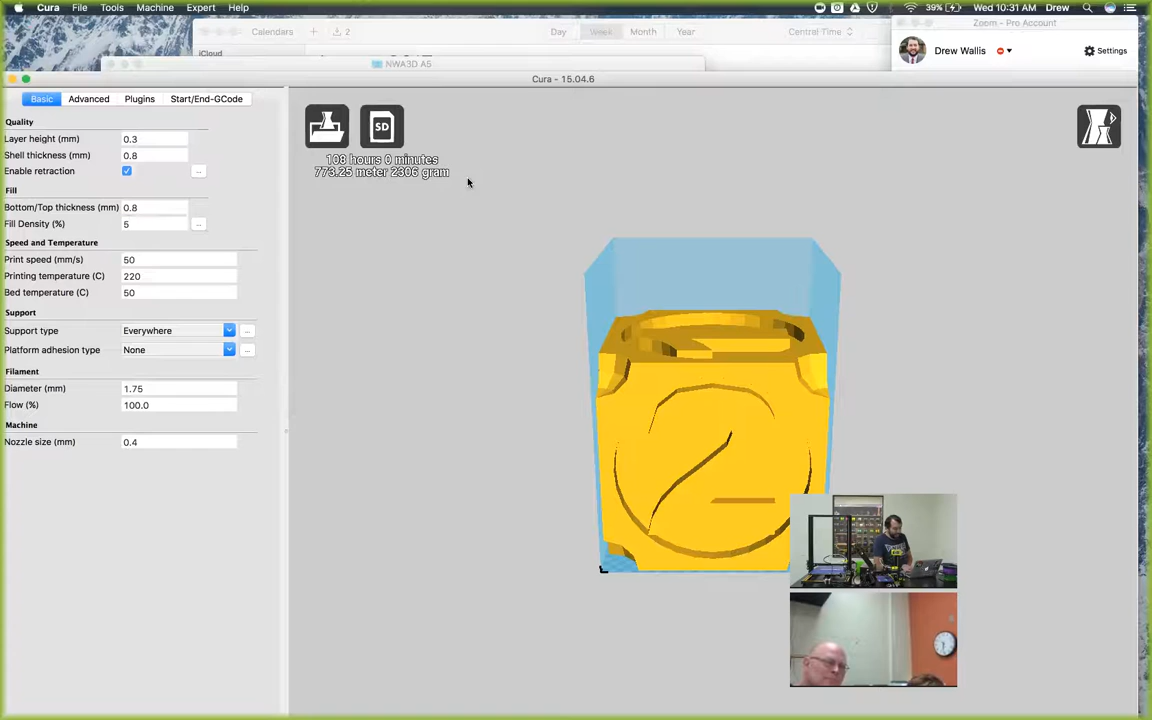 Cura File Tools Machine Expert Help 39% Wed 10:31 AM Drew
Calendars + 2 Day Week Month Year Central Time
Zoom - Pro Account
iCloud
Drew Wallis Settings
NWA3D A5
Cura - 15.04.6
Basic Advanced Plugins Start/End-GCode
Quality
Layer height (mm) 0.3
Shell thickness (mm) 0.8
Enable retraction ...
Fill
Bottom/Top thickness (mm) 0.8
Fill Density (%) 5 ...
Speed and Temperature
Print speed (mm/s) 50
Printing temperature (C) 220
Bed temperature (C) 50
Support
Support type Everywhere ...
Platform adhesion type None ...
Filament
Diameter (mm) 1.75
Flow (%) 100.0
Machine
Nozzle size (mm) 0.4
SD
108 hours 0 minutes
773.25 meter 2306 gram
2